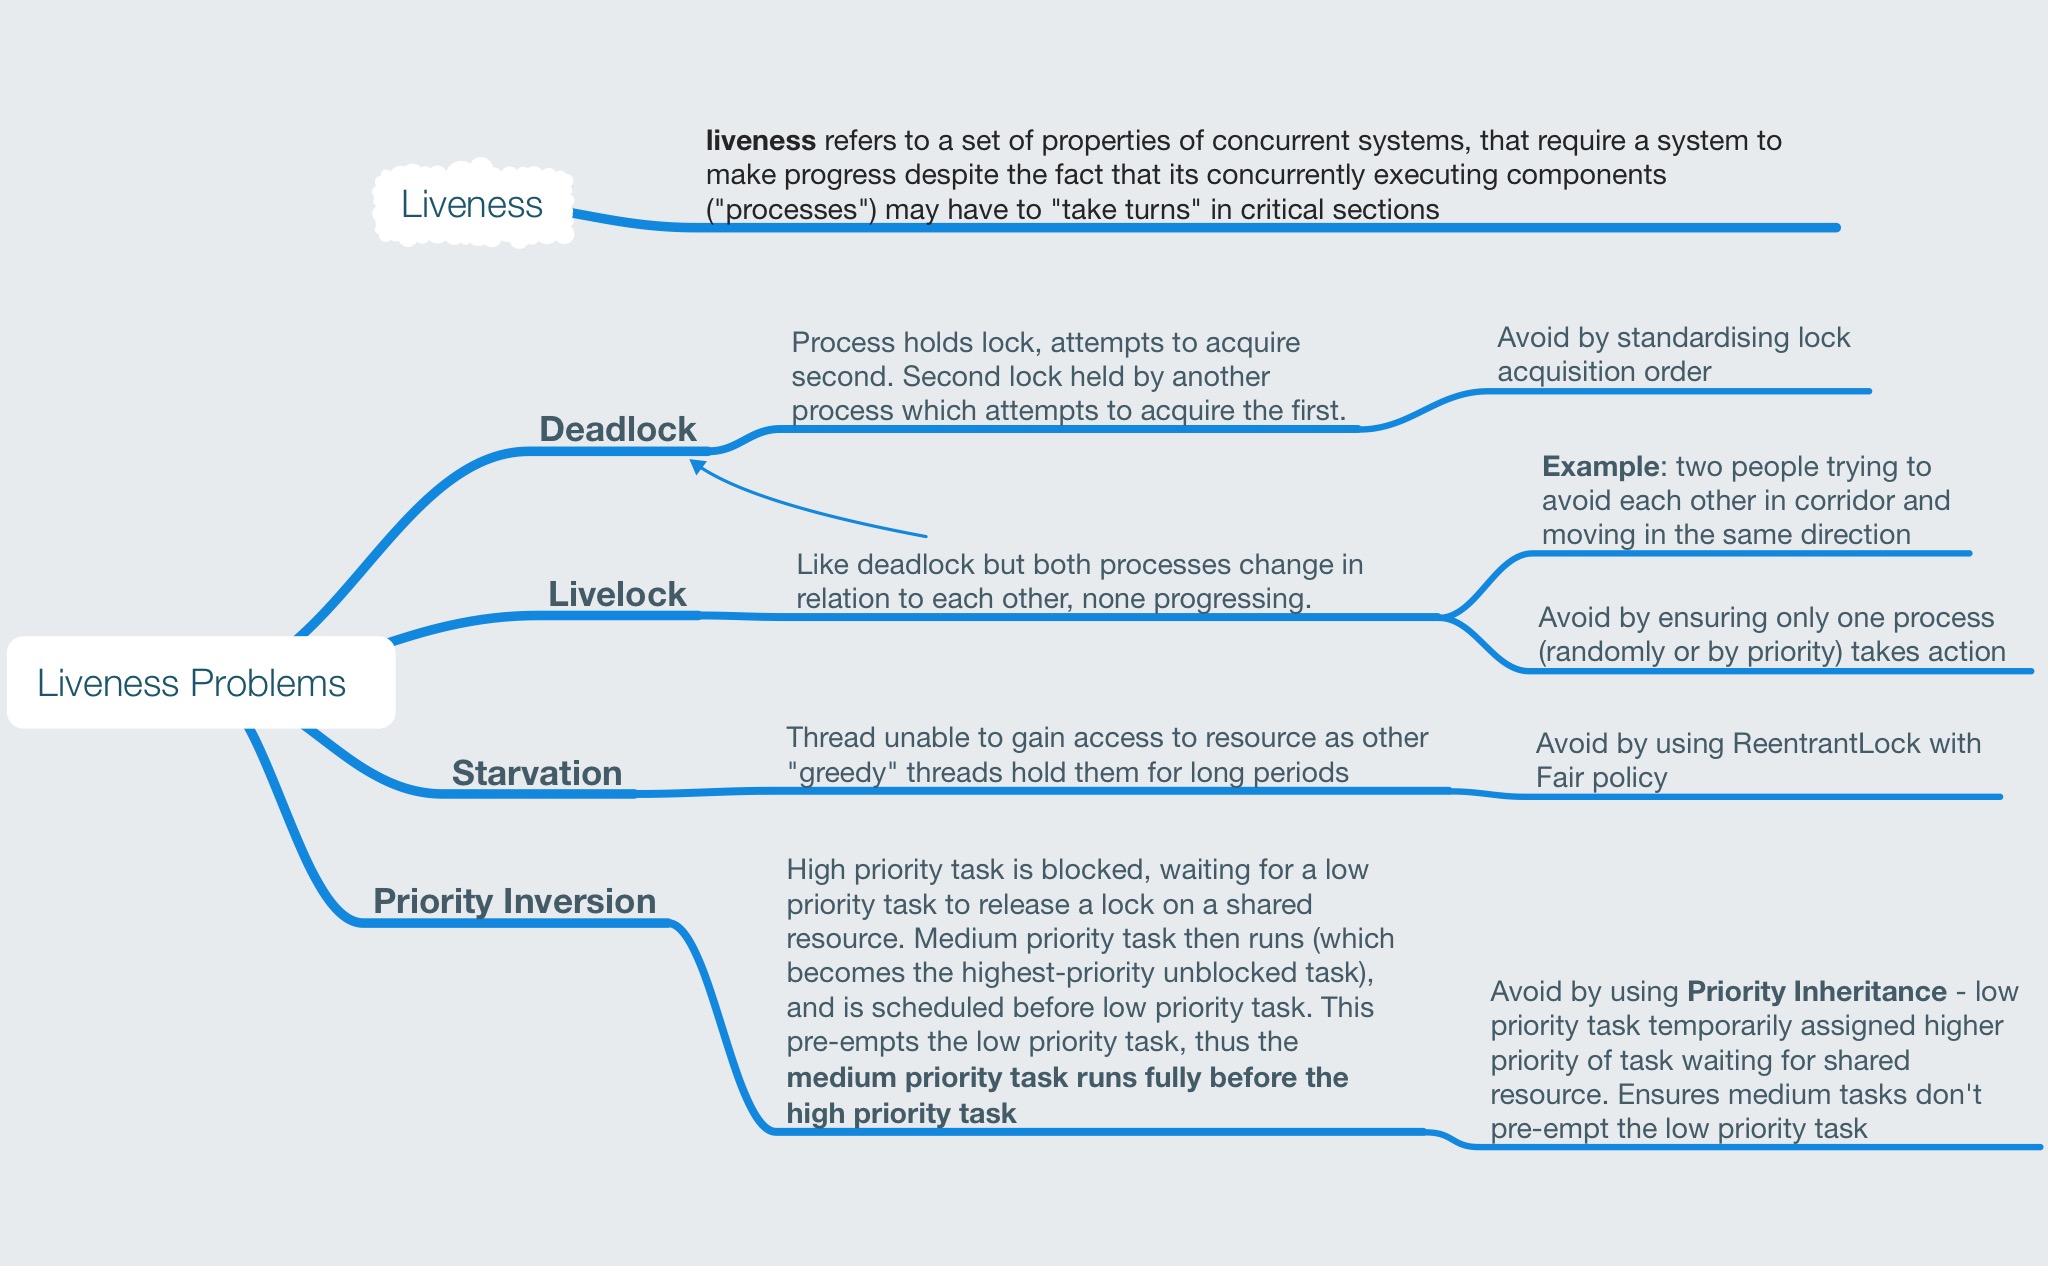 Liveness
liveness refers to a set of properties of concurrent systems, that require a system to
make progress despite the fact that its concurrently executing components
("processes") may have to "take turns" in critical sections
Liveness Problems
Deadlock
Process holds lock, attempts to acquire
second. Second lock held by another
process which attempts to acquire the first.
Avoid by standardising lock
acquisition order
Livelock
Like deadlock but both processes change in
relation to each other, none progressing.
Example: two people trying to
avoid each other in corridor and
moving in the same direction
Avoid by ensuring only one process
(randomly or by priority) takes action
Starvation
Thread unable to gain access to resource as other
"greedy" threads hold them for long periods
Avoid by using ReentrantLock with
Fair policy
Priority Inversion
High priority task is blocked, waiting for a low
priority task to release a lock on a shared
resource. Medium priority task then runs (which
becomes the highest-priority unblocked task),
and is scheduled before low priority task. This
pre-empts the low priority task, thus the
medium priority task runs fully before the
high priority task
Avoid by using Priority Inheritance - low
priority task temporarily assigned higher
priority of task waiting for shared
resource. Ensures medium tasks don't
pre-empt the low priority task